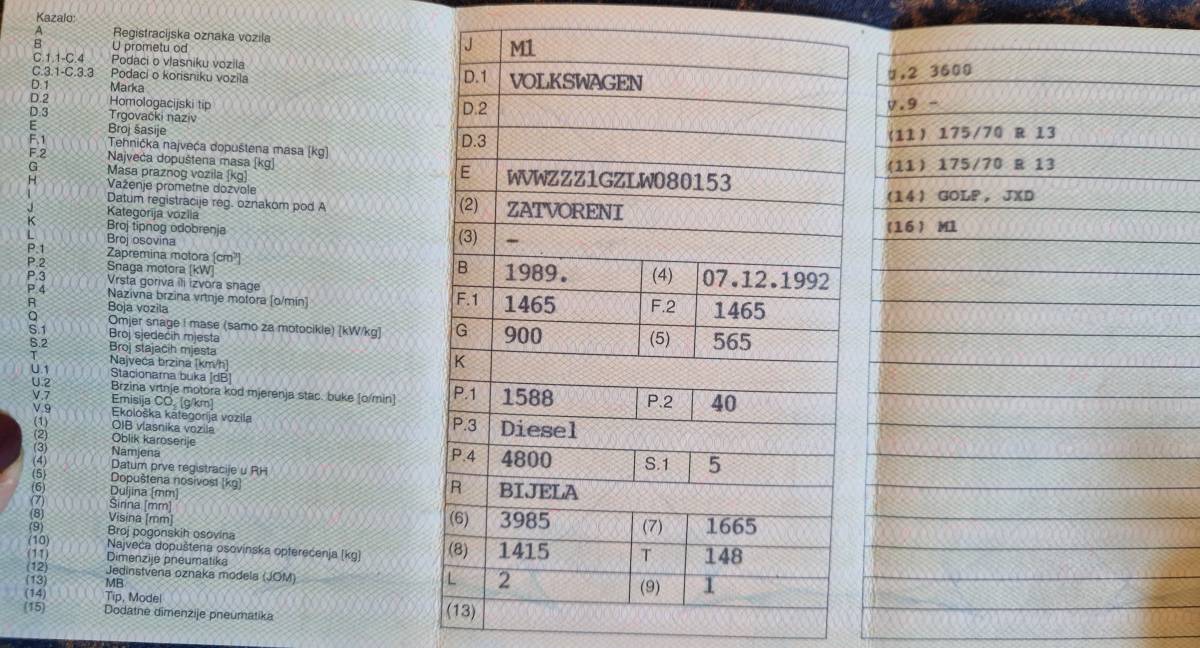 Kazalo:
A Registracijska oznaka vozila
B U prometu od
C.1.1-C.4 Podaci o vlasniku vozila
C.3.1-C.3.3 Podaci o korisniku vozila
D.1 Marka
D.2 Homologacijski tip
D.3 Trgovački naziv
E Broj šasije
F.1 Tehnička najveća dopuštena masa [kg]
F.2 Najveća dopuštena masa [kg]
G Masa praznog vozila [kg]
H Važenje prometne dozvole
I Datum registracije reg. oznakom pod A
J Kategorija vozila
K Broj tipnog odobrenja
L Broj osovina
P.1 Zapremina motora [cm³]
P.2 Snaga motora [kW]
P.3 Vrsta goriva ili izvora snage
P.4 Nazivna brzina vrtnje motora [o/min]
R Boja vozila
Q Omjer snage i mase (samo za motocikle) [kW/kg]
S.1 Broj sjedećih mjesta
S.2 Broj stajaćih mjesta
T Najveća brzina [km/h]
U.1 Stacionarna buka [dB]
U.2 Brzina vrtnje motora kod mjerenja stac. buke [o/min]
V.7 Emisija CO₂ [g/km]
V.9 Ekološka kategorija vozila
(1) OIB vlasnika vozila
(2) Oblik karoserije
(3) Namjena
(4) Datum prve registracije u RH
(5) Dopuštena nosivost [kg]
(6) Duljina [mm]
(7) Širina [mm]
(8) Visina [mm]
(9) Broj pogonskih osovina
(10) Najveća dopuštena osovinska opterećenja [kg]
(11) Dimenzije pneumatika
(12) Jedinstvena oznaka modela (JOM)
(13) MB
(14) Tip, Model
(15) Dodatne dimenzije pneumatika
J M1
D.1 VOLKSWAGEN
D.2
D.3
E WVWZZZ1GZLW080153
(2) ZATVORENI
(3) –
B 1989. (4) 07.12.1992
F.1 1465 F.2 1465
G 900 (5) 565
K
P.1 1588 P.2 40
P.3 Diesel
P.4 4800 S.1 5
R BIJELA
(6) 3985 (7) 1665
(8) 1415 T 148
L 2 (9) 1
(13)
U.2 3600
V.9 -
(11) 175/70 R 13
(11) 175/70 R 13
(14) GOLF, JXD
(16) M1